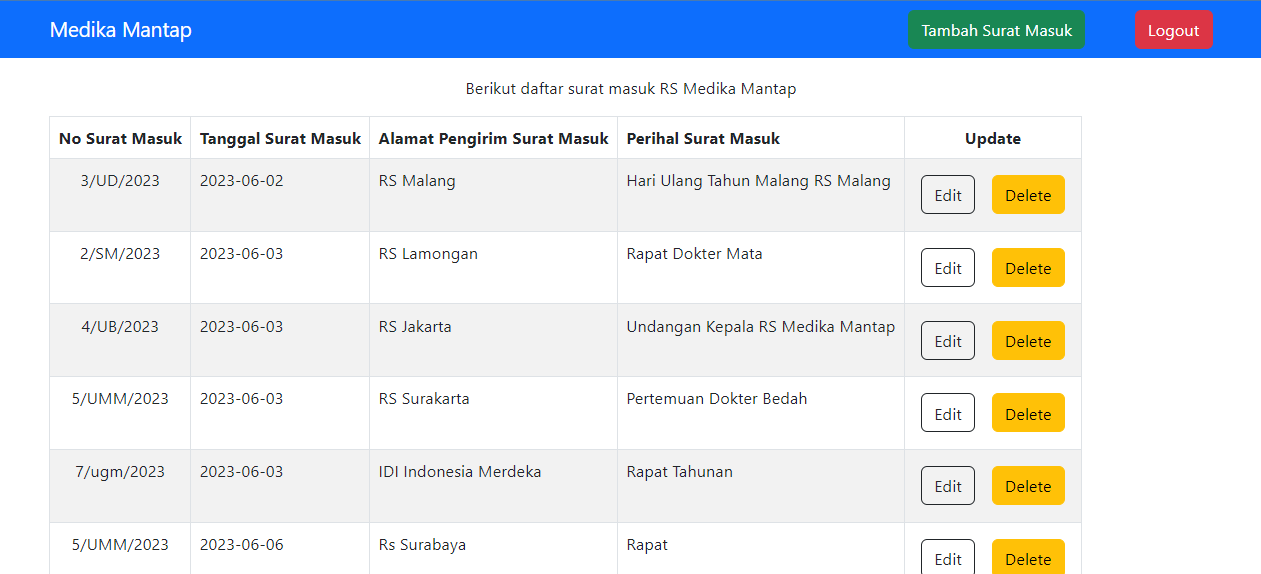 Medika Mantap Tambah Surat Masuk Logout
Berikut daftar surat masuk RS Medika Mantap
No Surat Masuk Tanggal Surat Masuk Alamat Pengirim Surat Masuk Perihal Surat Masuk Update
3/UD/2023 2023-06-02 RS Malang Hari Ulang Tahun Malang RS Malang Edit Delete
2/SM/2023 2023-06-03 RS Lamongan Rapat Dokter Mata Edit Delete
4/UB/2023 2023-06-03 RS Jakarta Undangan Kepala RS Medika Mantap Edit Delete
5/UMM/2023 2023-06-03 RS Surakarta Pertemuan Dokter Bedah Edit Delete
7/ugm/2023 2023-06-03 IDI Indonesia Merdeka Rapat Tahunan Edit Delete
5/UMM/2023 2023-06-06 Rs Surabaya Rapat Edit Delete